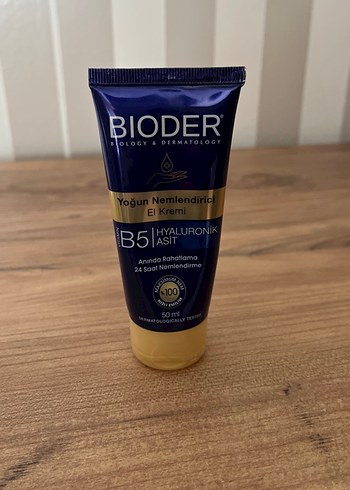 BIODER®
BIOLOGY & DERMATOLOGY
Yoğun Nemlendirici
El Kremi
B5 HYALURONİK
ASİT
Anında Rahatlama
24 Saat Nemlendirme
%100
50 ml
DERMATOLOGICALLY TESTED